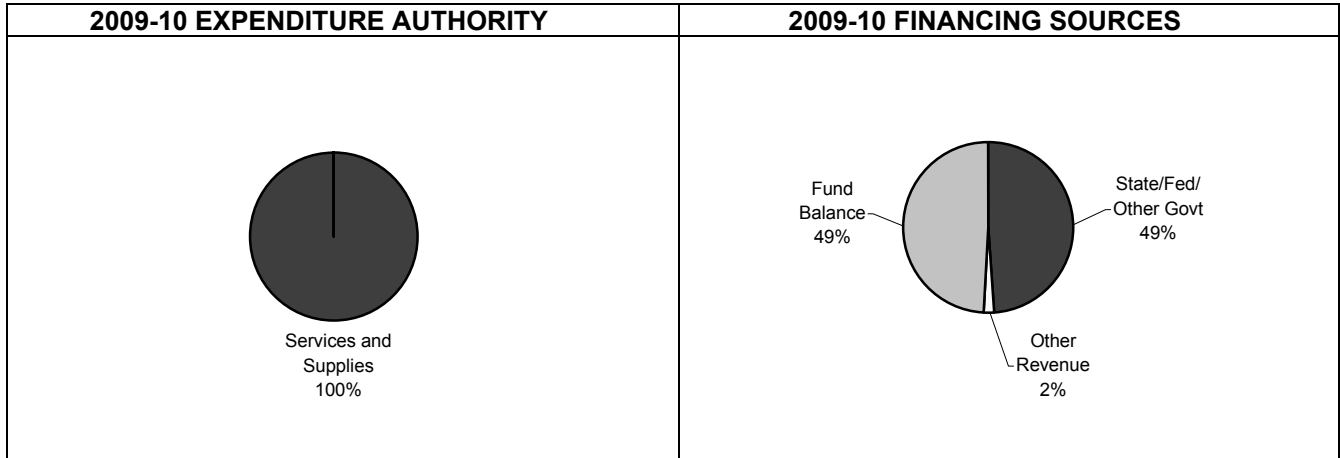 2009-10 EXPENDITURE AUTHORITY
2009-10 FINANCING SOURCES
Services and
Supplies
100%
Fund
Balance
49%
State/Fed/
Other Govt
49%
Other
Revenue
2%